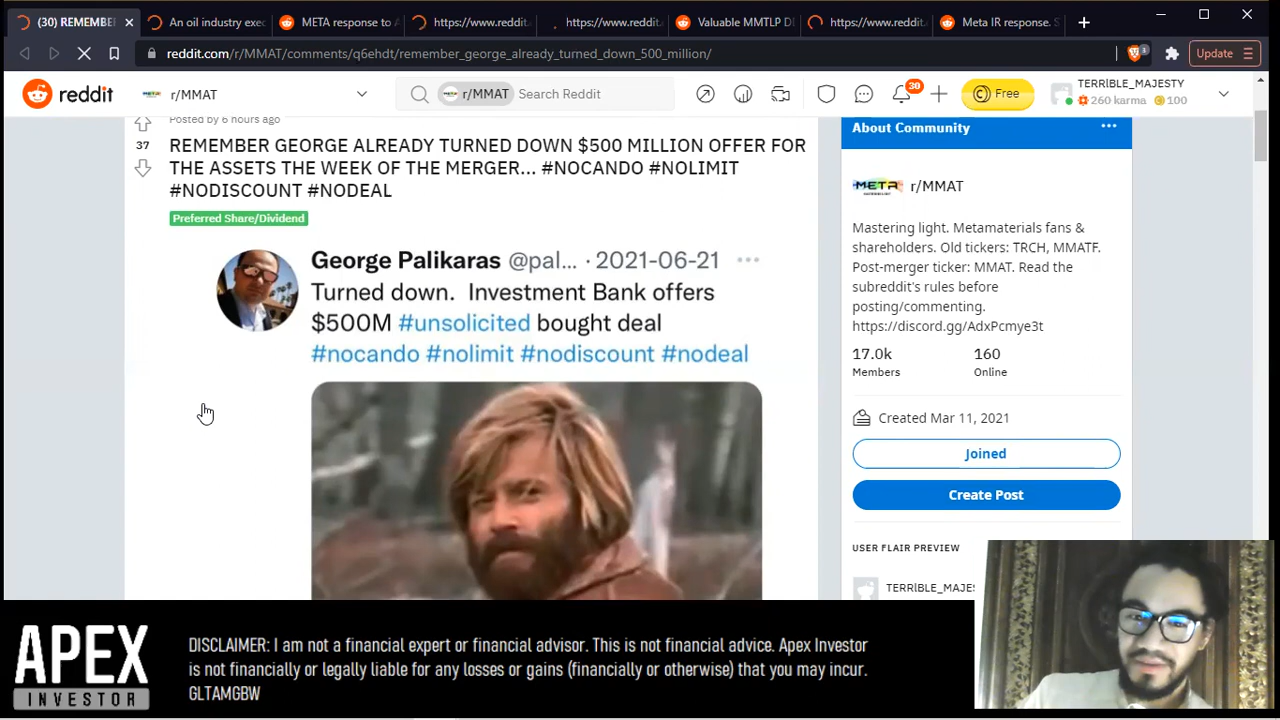 (30) REMEMBE
An oil industry exec
META response to A
https://www.reddit.
https://www.reddit.
Valuable MMTLP DD
https://www.reddit.
Meta IR response. S
reddit.com/r/MMAT/comments/q6ehdt/remember_george_already_turned_down_500_million/
1
Update
reddit
r/MMAT
r/MMAT Search Reddit
30
Free
TERRIBLE_MAJESTY
260 karma 100
Posted by 6 hours ago
37
REMEMBER GEORGE ALREADY TURNED DOWN $500 MILLION OFFER FOR
THE ASSETS THE WEEK OF THE MERGER... #NOCANDO #NOLIMIT
#NODISCOUNT #NODEAL
Preferred Share/Dividend
George Palikaras @pal... · 2021-06-21
Turned down. Investment Bank offers
$500M #unsolicited bought deal
#nocando #nolimit #nodiscount #nodeal
About Community
META
r/MMAT
Mastering light. Metamaterials fans &
shareholders. Old tickers: TRCH, MMATF.
Post-merger ticker: MMAT. Read the
subreddit's rules before
posting/commenting.
https://discord.gg/AdxPcmye3t
17.0k 160
Members Online
Created Mar 11, 2021
Joined
Create Post
USER FLAIR PREVIEW
TERRIBLE_MAJES
APEX
INVESTOR
DISCLAIMER: I am not a financial expert or financial advisor. This is not financial advice. Apex Investor
is not financially or legally liable for any losses or gains (financially or otherwise) that you may incur.
GLTAMGBW